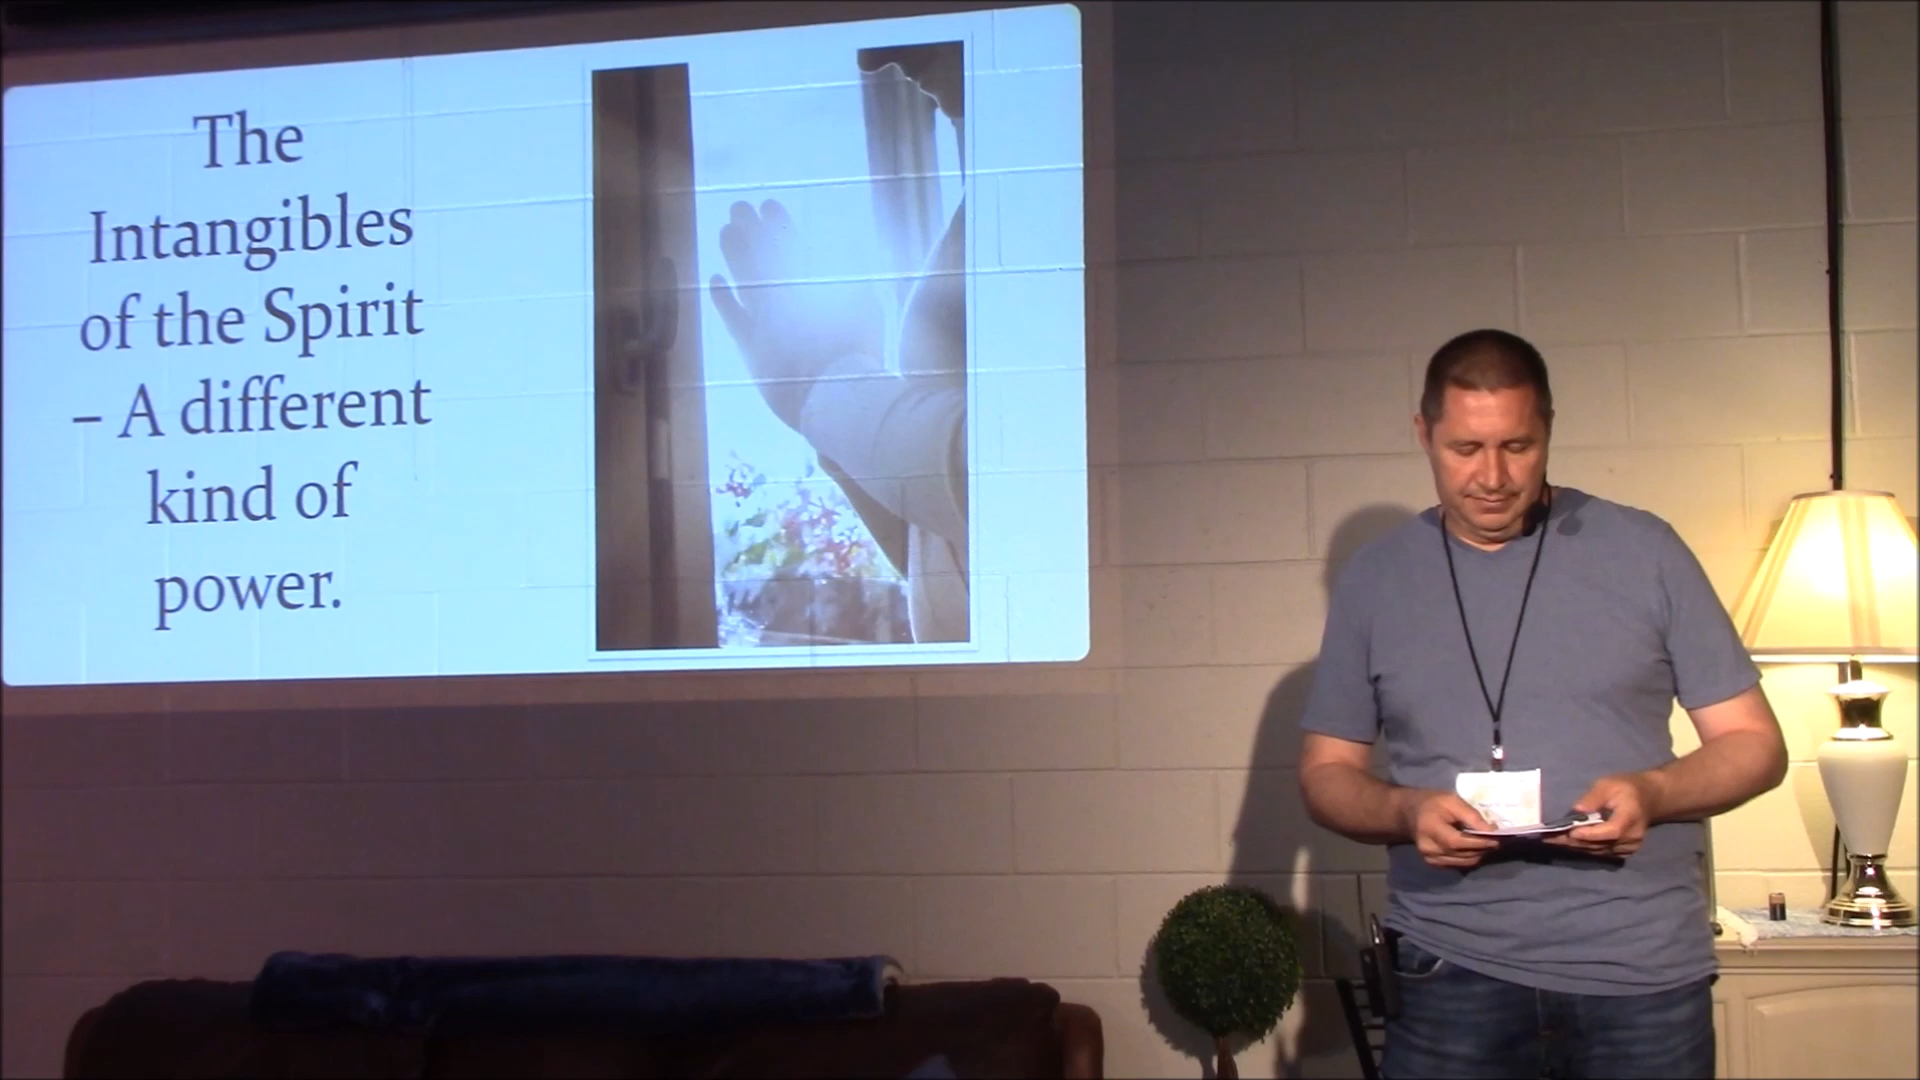 The
Intangibles
of the Spirit
– A different
kind of
power.